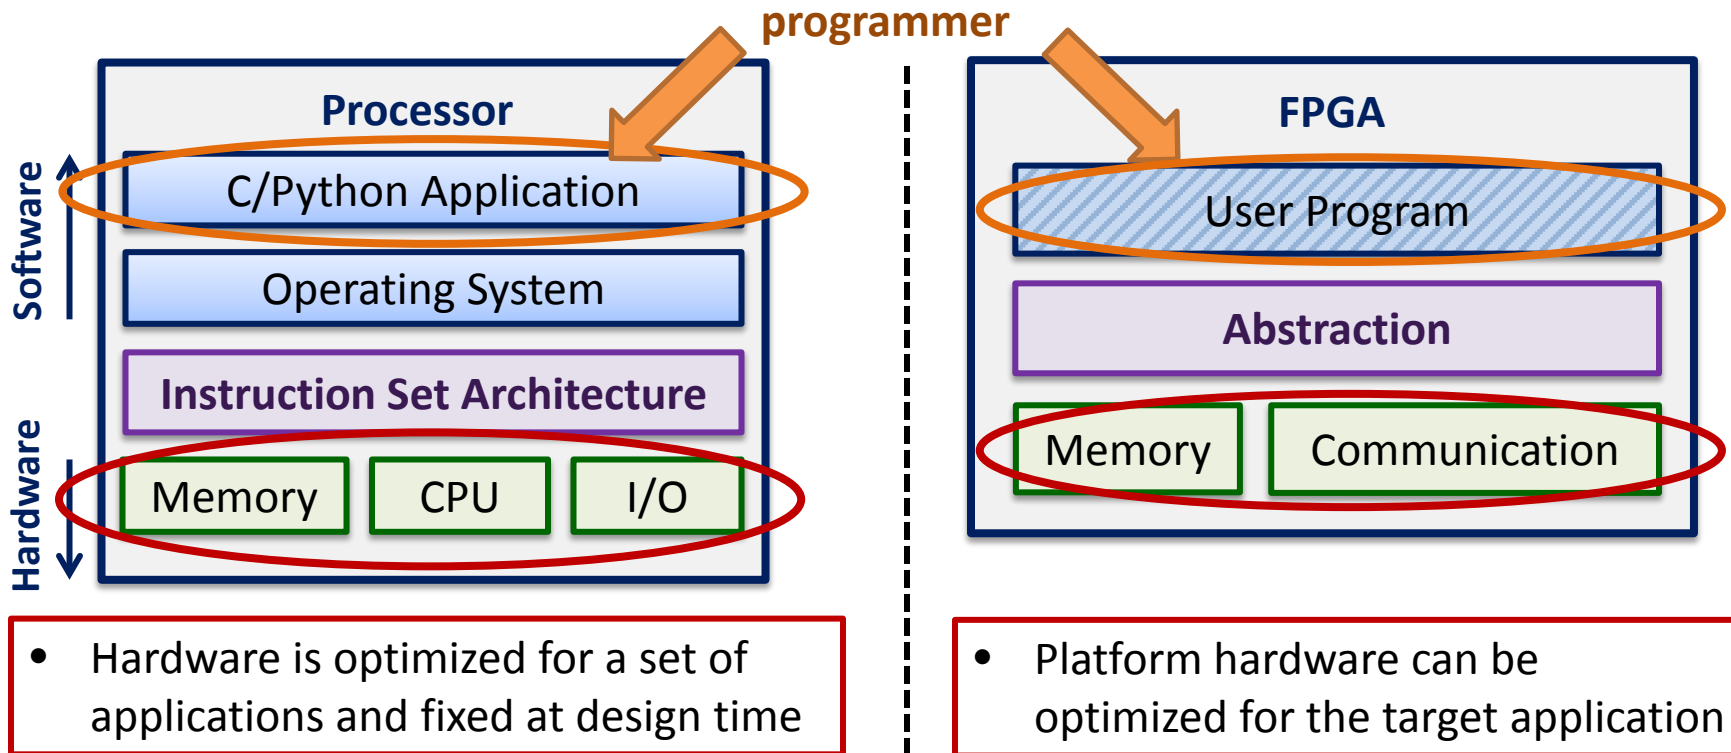 programmer
Processor
Software
C/Python Application
Operating System
Instruction Set Architecture
Hardware
Memory
CPU
I/O
• Hardware is optimized for a set of
applications and fixed at design time
FPGA
User Program
Abstraction
Memory
Communication
• Platform hardware can be
optimized for the target application